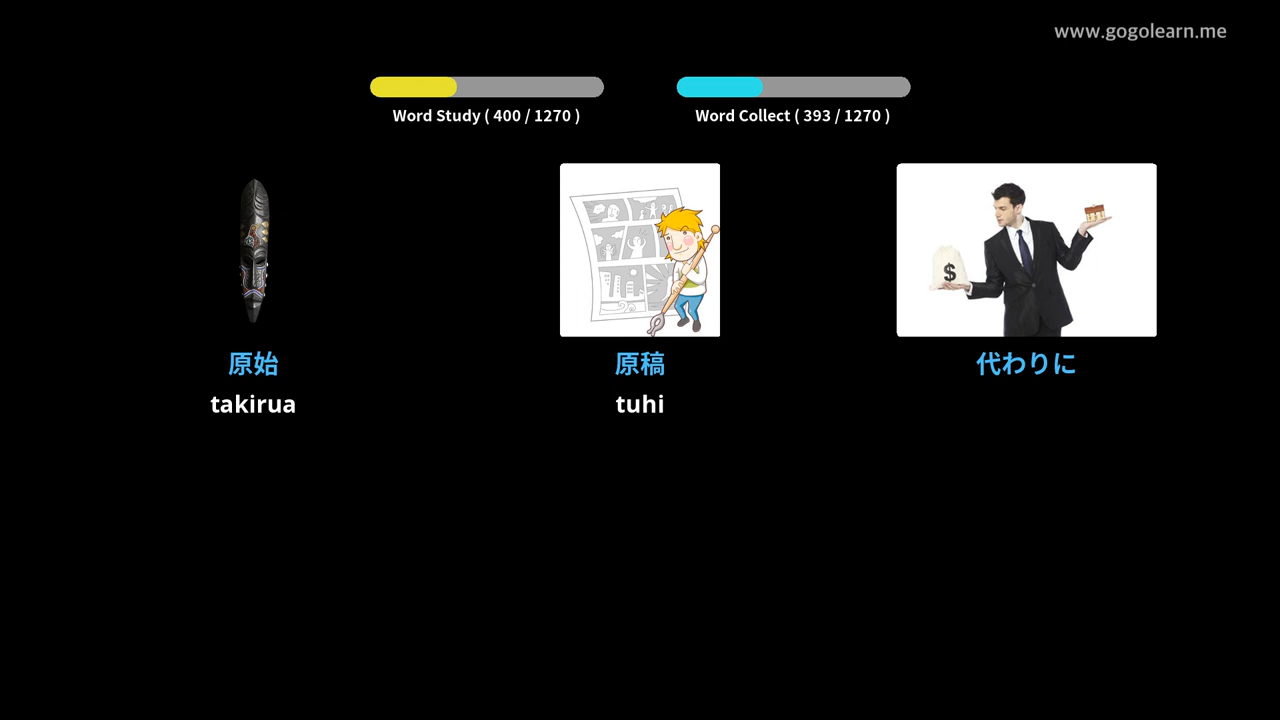 www.gogolearn.me
Word Study ( 400 / 1270 )
Word Collect ( 393 / 1270 )
$
原始
原稿
代わりに
takirua
tuhi